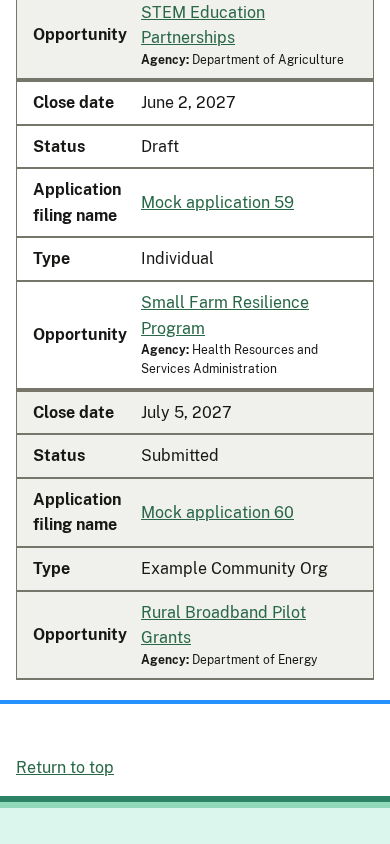 Opportunity
STEM Education
Partnerships
Agency: Department of Agriculture
Close date June 2, 2027
Status Draft
Application
filing name
Mock application 59
Type Individual
Opportunity
Small Farm Resilience
Program
Agency: Health Resources and
Services Administration
Close date July 5, 2027
Status Submitted
Application
filing name
Mock application 60
Type Example Community Org
Opportunity
Rural Broadband Pilot
Grants
Agency: Department of Energy
Return to top